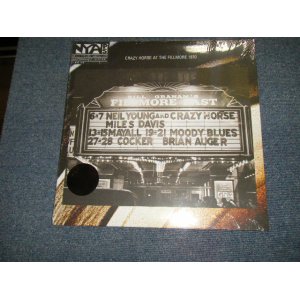 CRAZY HORSE AT THE FILLMORE 1970
FILLMORE EAST
6-7 NEIL YOUNG AND CRAZY HORSE
MILES DAVIS
13-15 MAYALL 19-21 MOODY BLUES
27-28 COCKER BRIAN AUGER